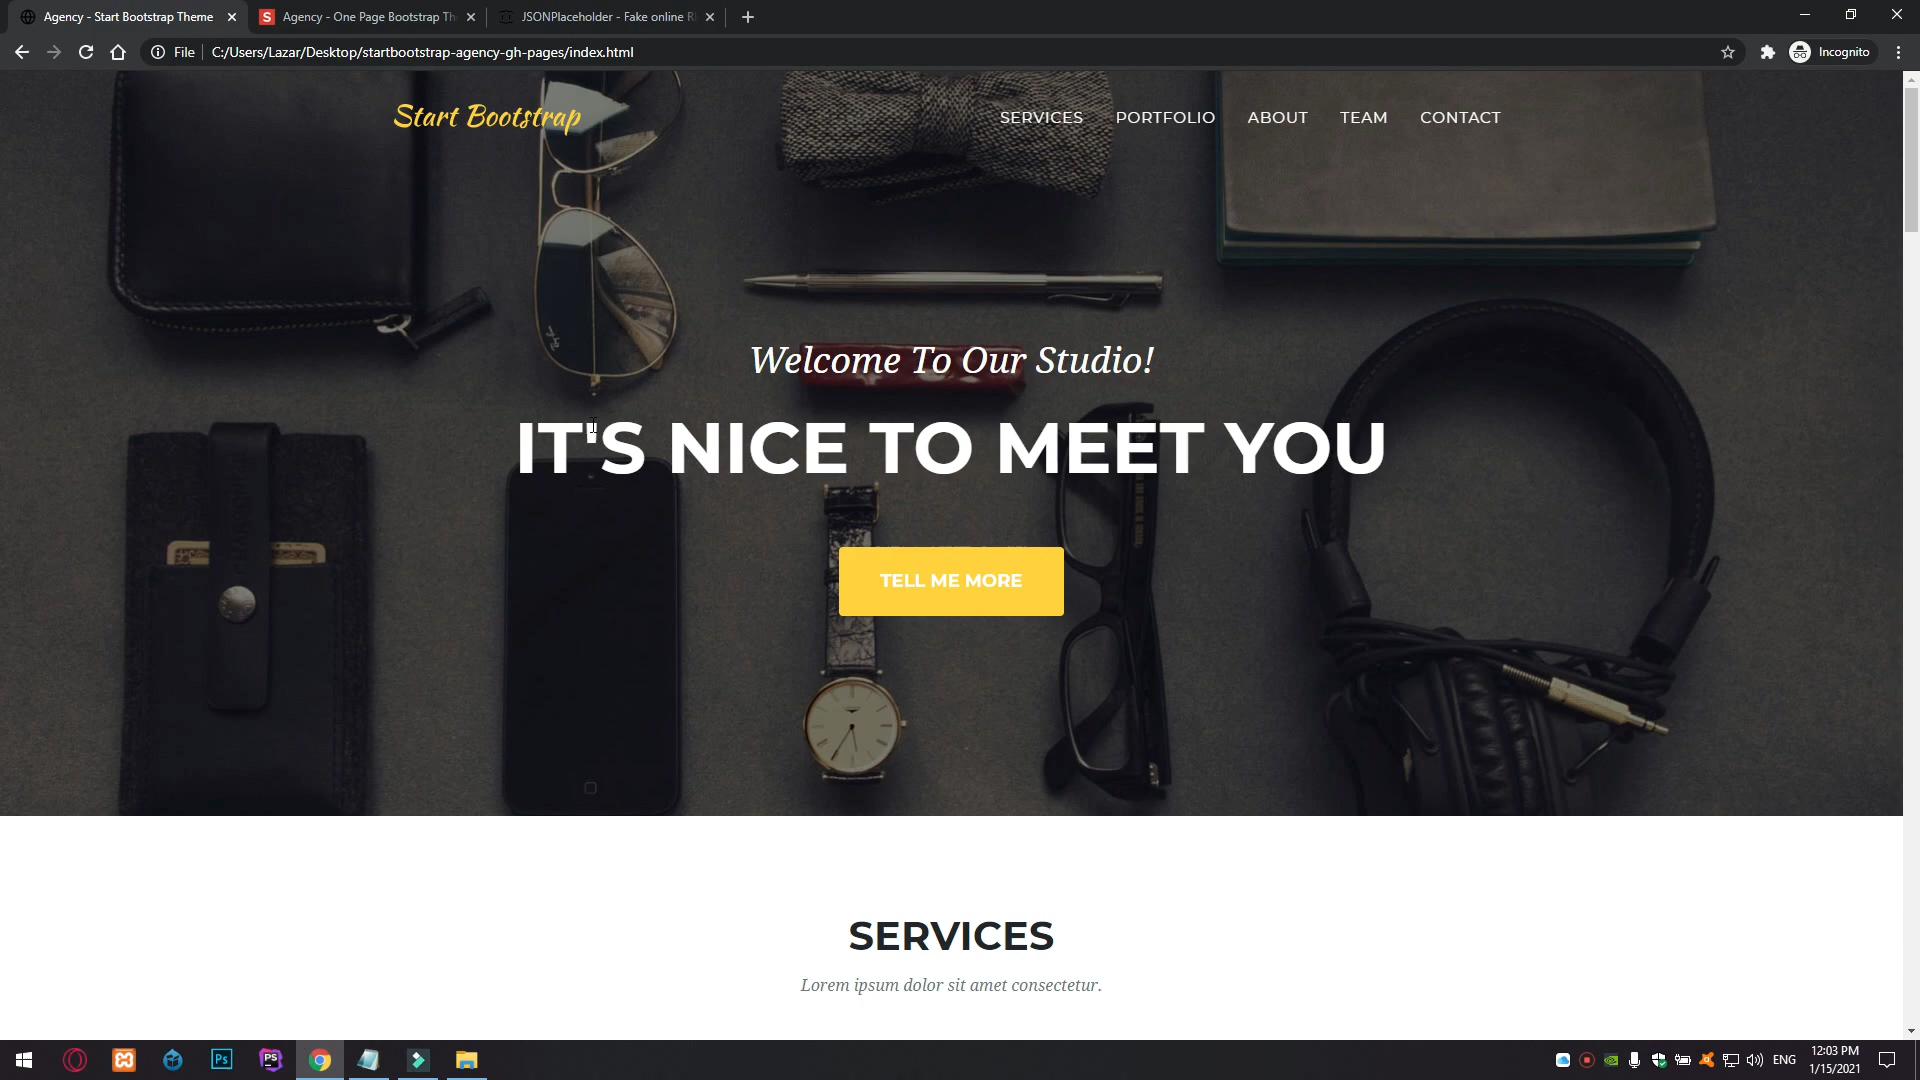 Agency - Start Bootstrap Theme
Agency - One Page Bootstrap Th
JSONPlaceholder - Fake online R
File
C:/Users/Lazar/Desktop/startbootstrap-agency-gh-pages/index.html
Incognito
Start Bootstrap
SERVICES
PORTFOLIO
ABOUT
TEAM
CONTACT
Welcome To Our Studio!
IT'S NICE TO MEET YOU
TELL ME MORE
SERVICES
Lorem ipsum dolor sit amet consectetur.
Ps
PS
ENG
12:03 PM
1/15/2021